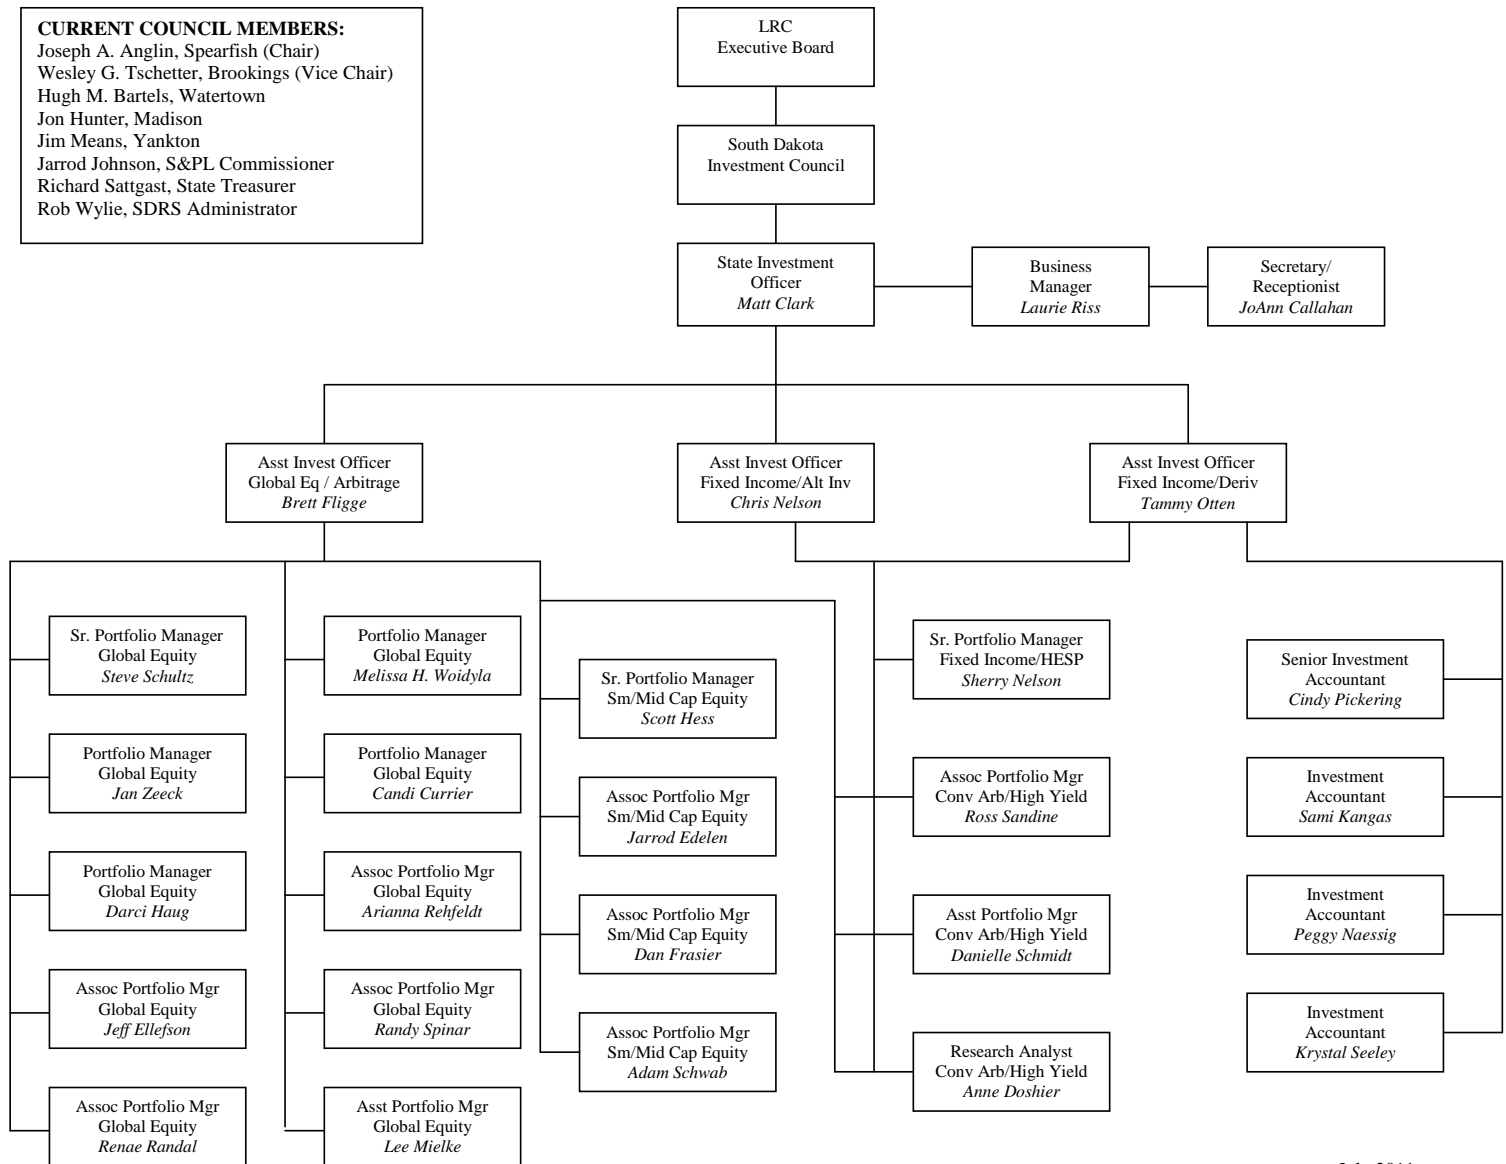 CURRENT COUNCIL MEMBERS:
Joseph A. Anglin, Spearfish (Chair)
Wesley G. Tschetter, Brookings (Vice Chair)
Hugh M. Bartels, Watertown
Jon Hunter, Madison
Jim Means, Yankton
Jarrod Johnson, S&PL Commissioner
Richard Sattgast, State Treasurer
Rob Wylie, SDRS Administrator
LRC
Executive Board
South Dakota
Investment Council
State Investment
Officer
Matt Clark
Business
Manager
Laurie Riss
Secretary/
Receptionist
JoAnn Callahan
Asst Invest Officer
Global Eq / Arbitrage
Brett Fligge
Asst Invest Officer
Fixed Income/Alt Inv
Chris Nelson
Asst Invest Officer
Fixed Income/Deriv
Tammy Otten
Sr. Portfolio Manager
Global Equity
Steve Schultz
Portfolio Manager
Global Equity
Jan Zeeck
Portfolio Manager
Global Equity
Darci Haug
Assoc Portfolio Mgr
Global Equity
Jeff Ellefson
Assoc Portfolio Mgr
Global Equity
Renae Randal
Portfolio Manager
Global Equity
Melissa H. Woidyla
Portfolio Manager
Global Equity
Candi Currier
Assoc Portfolio Mgr
Global Equity
Arianna Rehfeldt
Assoc Portfolio Mgr
Global Equity
Randy Spinar
Asst Portfolio Mgr
Global Equity
Lee Mielke
Sr. Portfolio Manager
Sm/Mid Cap Equity
Scott Hess
Assoc Portfolio Mgr
Sm/Mid Cap Equity
Jarrod Edelen
Assoc Portfolio Mgr
Sm/Mid Cap Equity
Dan Frasier
Assoc Portfolio Mgr
Sm/Mid Cap Equity
Adam Schwab
Sr. Portfolio Manager
Fixed Income/HESP
Sherry Nelson
Assoc Portfolio Mgr
Conv Arb/High Yield
Ross Sandine
Asst Portfolio Mgr
Conv Arb/High Yield
Danielle Schmidt
Research Analyst
Conv Arb/High Yield
Anne Doshier
Senior Investment
Accountant
Cindy Pickering
Investment
Accountant
Sami Kangas
Investment
Accountant
Peggy Naessig
Investment
Accountant
Krystal Seeley